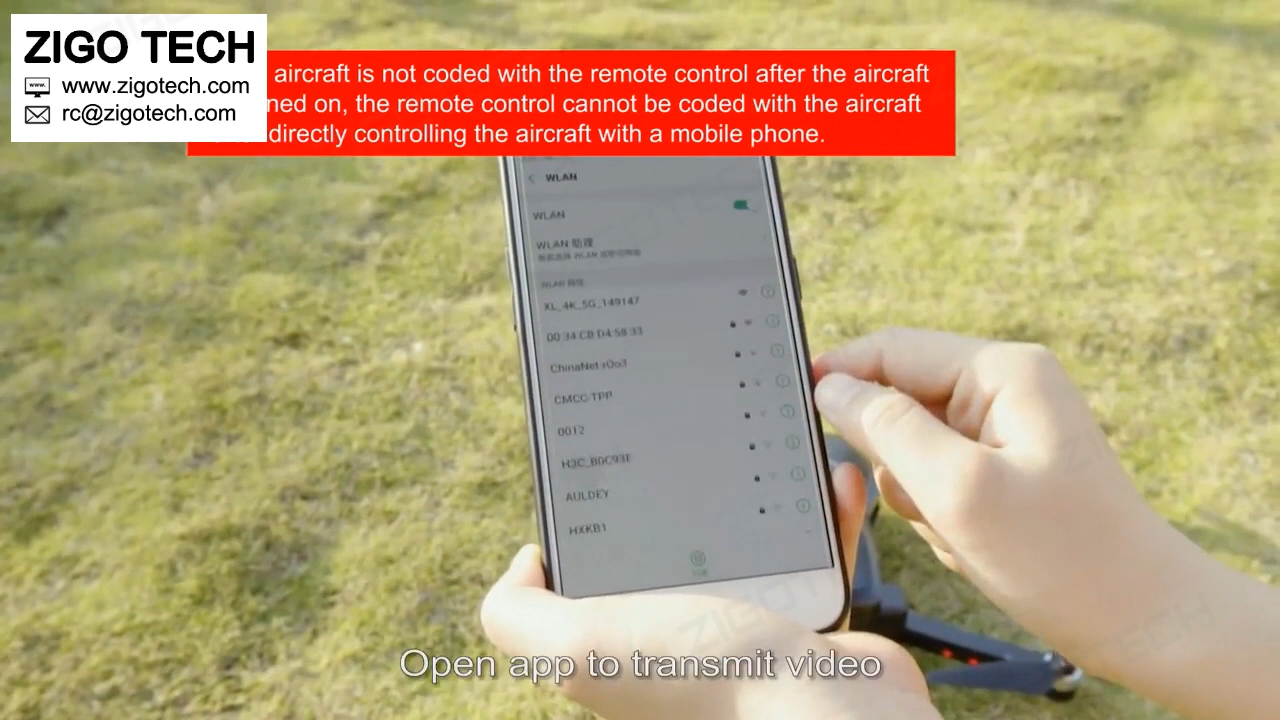 ZIGO TECH
www.zigotech.com
rc@zigotech.com
aircraft is not coded with the remote control after the aircraft
ned on, the remote control cannot be coded with the aircraft
directly controlling the aircraft with a mobile phone.
WLAN
WLAN
WLAN 助理
XL_4K_5G_149147
00:34:CB:D4:58:33
ChinaNet-rOo3
CMCC-TPP
0012
H3C_B0C93E
AULDEY
HXKB1
Open app to transmit video